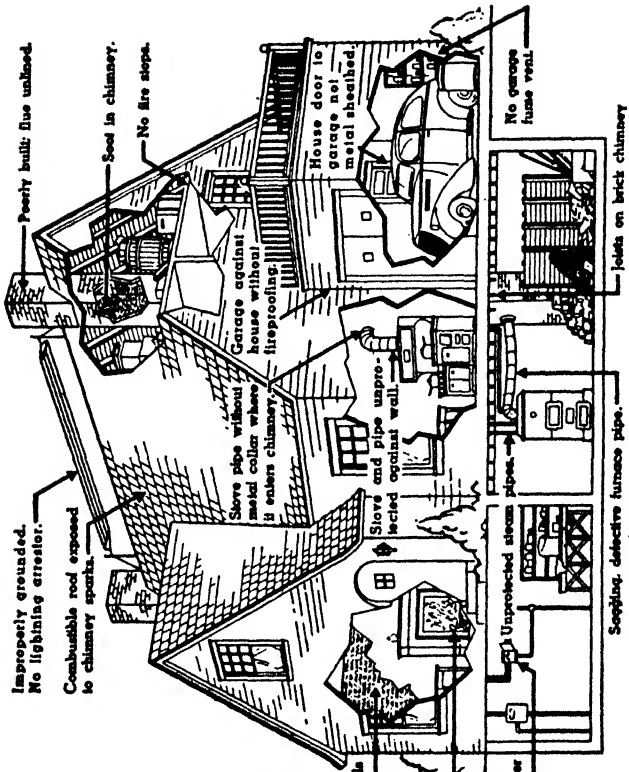 Improperly grounded.
No lightning arrestor.
Combustible roof exposed
to chimney sparks.
Poorly built: flue unlined.
Soot in chimney.
No fire stops.
House door to
garage not
metal sheathed.
Garage against
house without
fireproofing.
Stove pipe without
metal collar where
it enters chimney.
Stove and pipe unpro-
tected against wall.
No garage
fume vent.
Unprotected steam pipes.
Sagging, defective furnace pipe.
joists on brick chimney